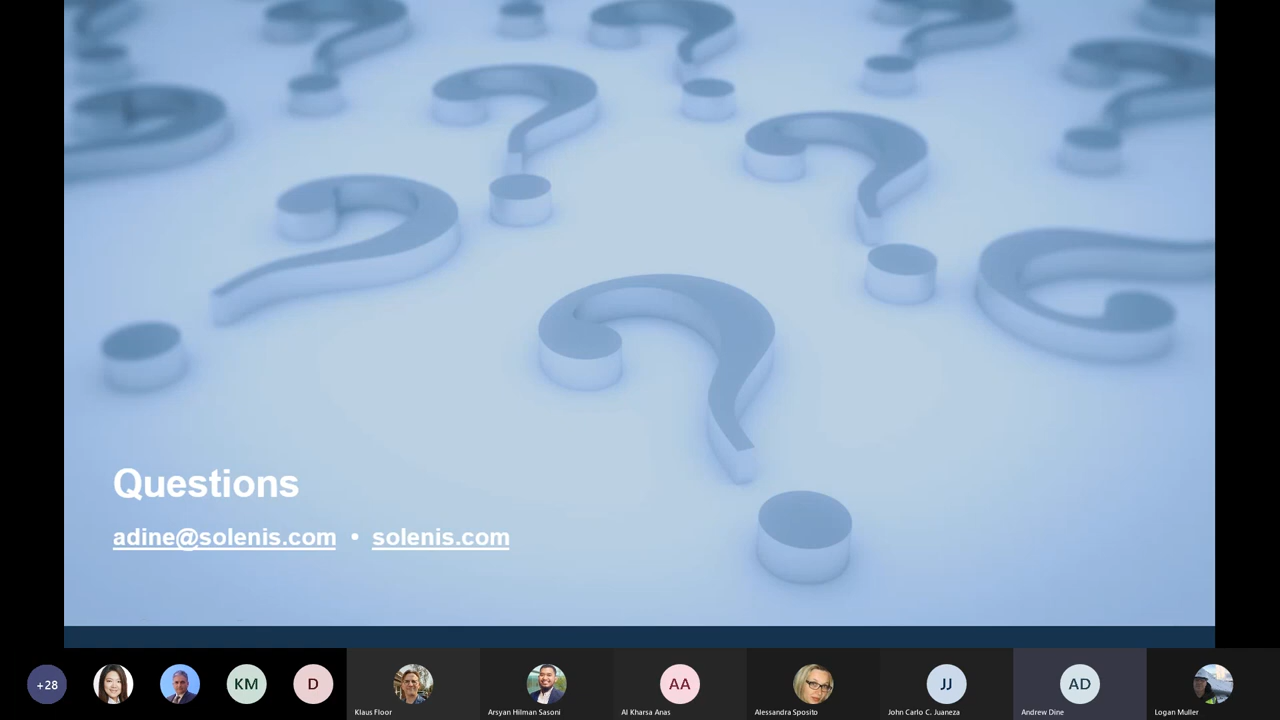 Questions
adine@solenis.com • solenis.com
+28
KM
D
Klaus Floor
Arsyan Hilman Sasoni
AA
Al Kharsa Anas
Alessandra Sposito
JJ
John Carlo C. Juaneza
AD
Andrew Dine
Logan Muller